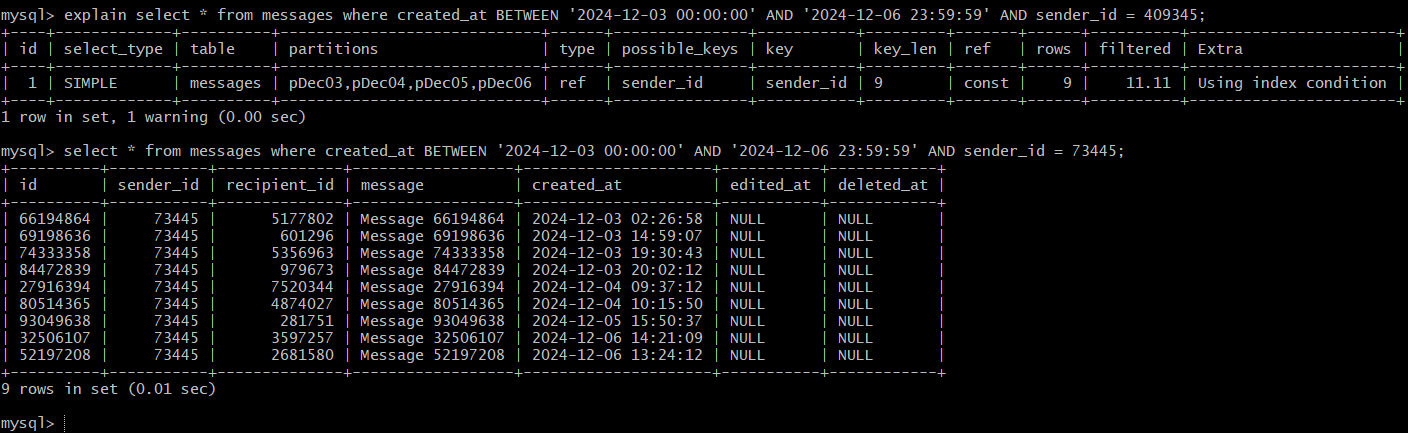 mysql> explain select * from messages where created_at BETWEEN '2024-12-03 00:00:00' AND '2024-12-06 23:59:59' AND sender_id = 409345;
+----+-------------+----------+-----------------------------+------+---------------+-----------+---------+-------+------+----------+-----------------------+
| id | select_type | table    | partitions                  | type | possible_keys | key       | key_len | ref   | rows | filtered | Extra                 |
+----+-------------+----------+-----------------------------+------+---------------+-----------+---------+-------+------+----------+-----------------------+
|  1 | SIMPLE      | messages | pDec03,pDec04,pDec05,pDec06 | ref  | sender_id     | sender_id | 9       | const |    9 |    11.11 | Using index condition |
+----+-------------+----------+-----------------------------+------+---------------+-----------+---------+-------+------+----------+-----------------------+
1 row in set, 1 warning (0.00 sec)

mysql> select * from messages where created_at BETWEEN '2024-12-03 00:00:00' AND '2024-12-06 23:59:59' AND sender_id = 73445;
+----------+-----------+--------------+------------------+---------------------+-----------+------------+
| id       | sender_id | recipient_id | message          | created_at          | edited_at | deleted_at |
+----------+-----------+--------------+------------------+---------------------+-----------+------------+
| 66194864 |     73445 |      5177802 | Message 66194864 | 2024-12-03 02:26:58 | NULL      | NULL       |
| 69198636 |     73445 |       601296 | Message 69198636 | 2024-12-03 14:59:07 | NULL      | NULL       |
| 74333358 |     73445 |      5356963 | Message 74333358 | 2024-12-03 19:30:43 | NULL      | NULL       |
| 84472839 |     73445 |       979673 | Message 84472839 | 2024-12-03 20:02:12 | NULL      | NULL       |
| 27916394 |     73445 |      7520344 | Message 27916394 | 2024-12-04 09:37:12 | NULL      | NULL       |
| 80514365 |     73445 |      4874027 | Message 80514365 | 2024-12-04 10:15:50 | NULL      | NULL       |
| 93049638 |     73445 |       281751 | Message 93049638 | 2024-12-05 15:50:37 | NULL      | NULL       |
| 32506107 |     73445 |      3597257 | Message 32506107 | 2024-12-06 14:21:09 | NULL      | NULL       |
| 52197208 |     73445 |      2681580 | Message 52197208 | 2024-12-06 13:24:12 | NULL      | NULL       |
+----------+-----------+--------------+------------------+---------------------+-----------+------------+
9 rows in set (0.01 sec)

mysql>